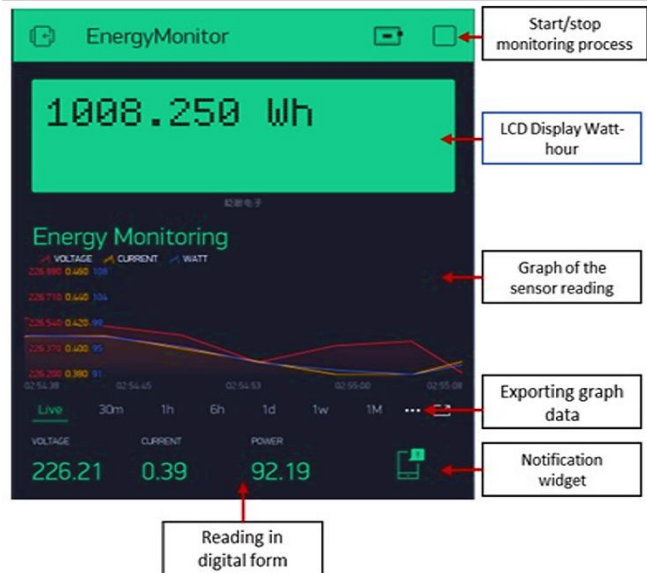 EnergyMonitor
Start/stop
monitoring process
1008.250 Wh
LCD Display Watt-
hour
Energy Monitoring
VOLTAGE CURRENT WATT
226.880 0.460 108
226.710 0.440 104
226.540 0.420 99
226.370 0.400 95
226.200 0.380 91
Graph of the
sensor reading
02:54:38 02:54:45 02:54:53 02:55:00 02:55:08
Live 30m 1h 6h 1d 1w 1M
Exporting graph
data
VOLTAGE CURRENT POWER
226.21 0.39 92.19
Notification
widget
Reading in
digital form